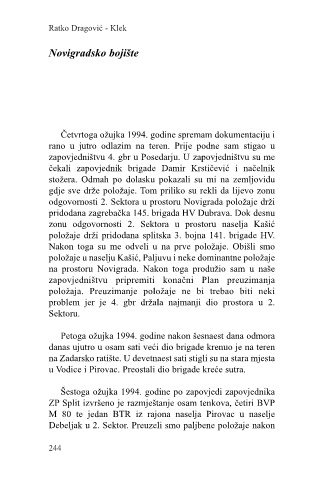 Ratko Dragović - Klek
Novigradsko bojište
Četvrtoga ožujka 1994. godine spremam dokumentaciju i
rano u jutro odlazim na teren. Prije podne sam stigao u
zapovjedništvu 4. gbr u Posedarju. U zapovjedništvu su me
čekali zapovjednik brigade Damir Krstičević i načelnik
stožera. Odmah po dolasku pokazali su mi na zemljovidu
gdje sve drže položaje. Tom priliko su rekli da lijevo zonu
odgovornosti 2. Sektora u prostoru Novigrada položaje drži
pridodana zagrebačka 145. brigada HV Dubrava. Dok desnu
zonu odgovornosti 2. Sektora u prostoru naselja Kašić
položaje drži pridodana splitska 3. bojna 141. brigade HV.
Nakon toga su me odveli u na prve položaje. Obišli smo
položaje u naselju Kašić, Paljuvu i neke dominantne položaje
na prostoru Novigrada. Nakon toga produžio sam u naše
zapovjedništvu pripremiti konačni Plan preuzimanja
položaja. Preuzimanje položaje ne bi trebao biti neki
problem jer je 4. gbr držala najmanji dio prostora u 2.
Sektoru.
Petoga ožujka 1994. godine nakon šesnaest dana odmora
danas ujutro u osam sati veći dio brigade krenuo je na teren
na Zadarsko ratište. U devetnaest sati stigli su na stara mjesta
u Vodice i Pirovac. Preostali dio brigade kreće sutra.
Šestoga ožujka 1994. godine po zapovjedi zapovjednika
ZP Split izvršeno je razmještanje osam tenkova, četiri BVP
M 80 te jedan BTR iz rajona naselja Pirovac u naselje
Debeljak u 2. Sektor. Preuzeli smo paljbene položaje nakon
244